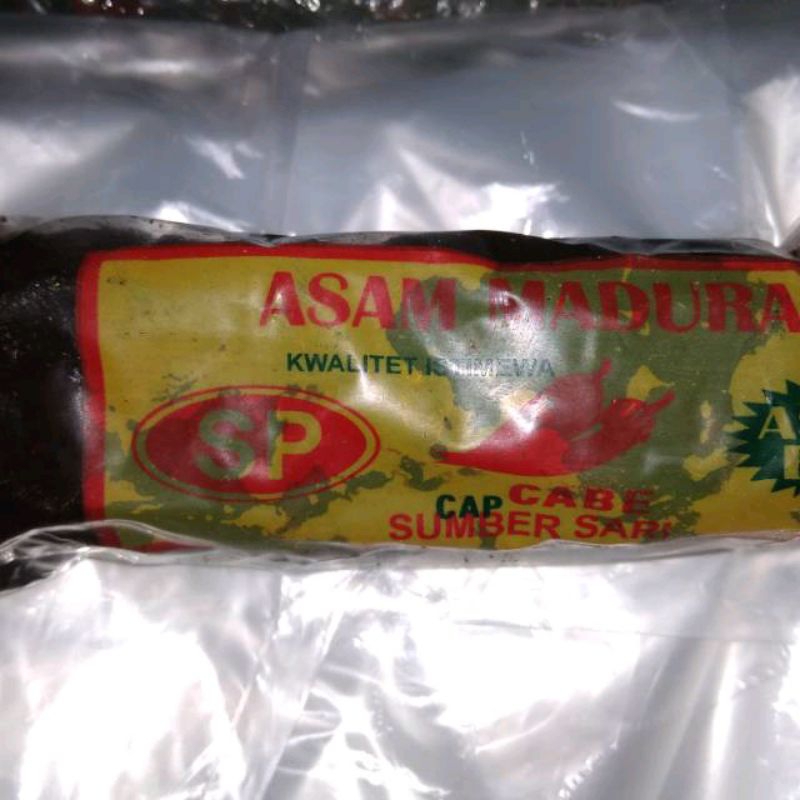 ASAM MADURA
KWALITET ISTIMEWA
SP
CAP CABE
SUMBER SARI